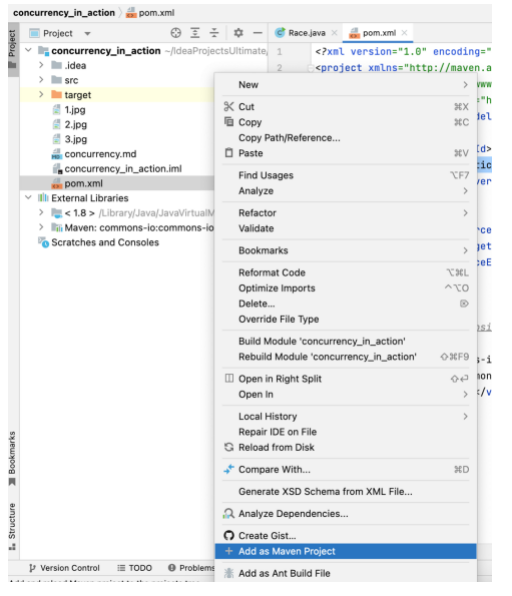 concurrency_in_action > pom.xml
Project
Project
Race.java
pom.xml
concurrency_in_action ~/IdeaProjectsUltimate,
1 <?xml version="1.0" encoding="
.idea
2 <project xmlns="http://maven.a
src
target
1.jpg
2.jpg
3.jpg
concurrency.md
concurrency_in_action.iml
pom.xml
External Libraries
< 1.8 > /Library/Java/JavaVirtualM
Maven: commons-io:commons-io
Scratches and Consoles
New
Cut ⌘X
Copy ⌘C
Copy Path/Reference...
Paste ⌘V
Find Usages ⌥F7
Analyze
Refactor
Validate
Bookmarks
Reformat Code ⌥⌘L
Optimize Imports ^⌥O
Delete... ⌦
Override File Type
Build Module 'concurrency_in_action'
Rebuild Module 'concurrency_in_action' ⇧⌘F9
Open in Right Split ⇧⏎
Open In
Local History
Repair IDE on File
Reload from Disk
Compare With... ⌘D
Generate XSD Schema from XML File...
Analyze Dependencies...
Create Gist...
Add as Maven Project
Add as Ant Build File
Bookmarks
Structure
Version Control
TODO
Problems